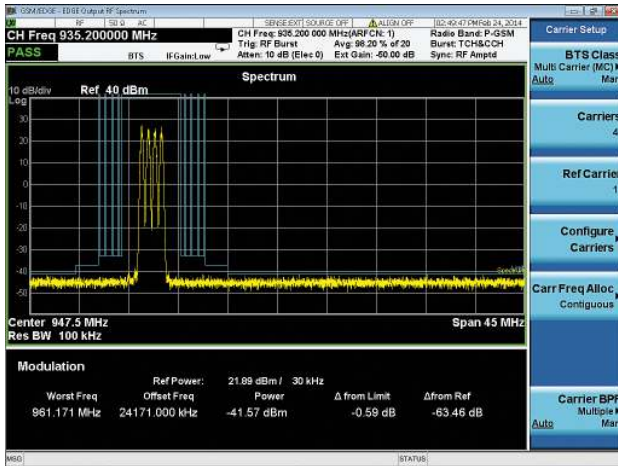 GSM/EDGE - EDGE Output RF Spectrum
RF 50 Ω AC SENSE:EXT SOURCE OFF ALIGN OFF 02:49:47 PM Feb 24, 2014
CH Freq 935.200000 MHz
CH Freq: 935.200 000 MHz(ARFCN: 1) Radio Band: P-GSM
Trig: RF Burst Avg: 98.20 % of 20 Burst: TCH&CCH
PASS BTS IFGain:Low Atten: 10 dB (Elec 0) Ext Gain: -50.00 dB Sync: RF Amptd
Spectrum
10 dB/div Ref 40 dBm
Log
30
20
10
0
-10
-20
-30
-40
-50
Center 947.5 MHz Span 45 MHz
Res BW 100 kHz
Modulation
Ref Power: 21.89 dBm / 30 kHz
Worst Freq Offset Freq Power Δ from Limit Δfrom Ref
961.171 MHz 24171.000 kHz -41.57 dBm -0.59 dB -63.46 dB
MSG STATUS
Carrier Setup
BTS Class
Multi Carrier (MC)
Auto Man
Carriers
4
Ref Carrier
1
Configure
Carriers
Carr Freq Alloc
Contiguous
Carrier BPF
Multiple
Auto Man